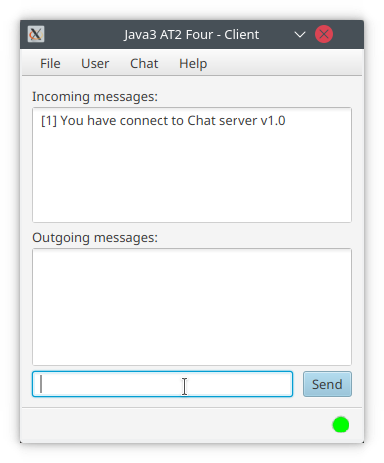 Java3 AT2 Four - Client
File User Chat Help
Incoming messages:
[1] You have connect to Chat server v1.0
Outgoing messages:
Send